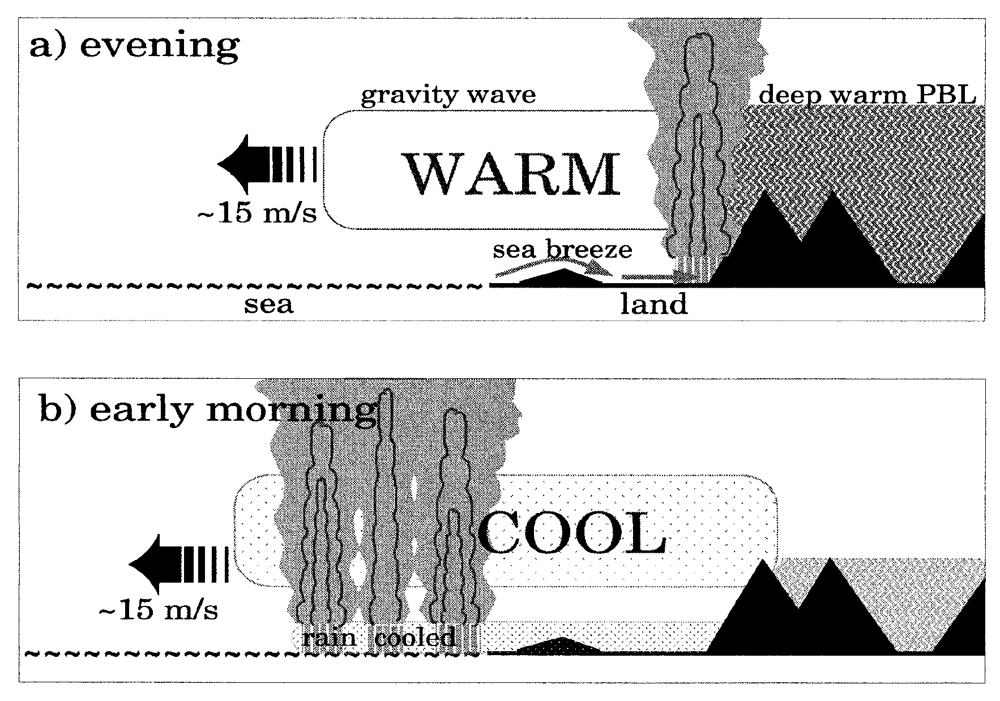 a) evening
gravity wave
deep warm PBL
WARM
~15 m/s
sea breeze
sea
land
b) early morning
COOL
~15 m/s
rain cooled